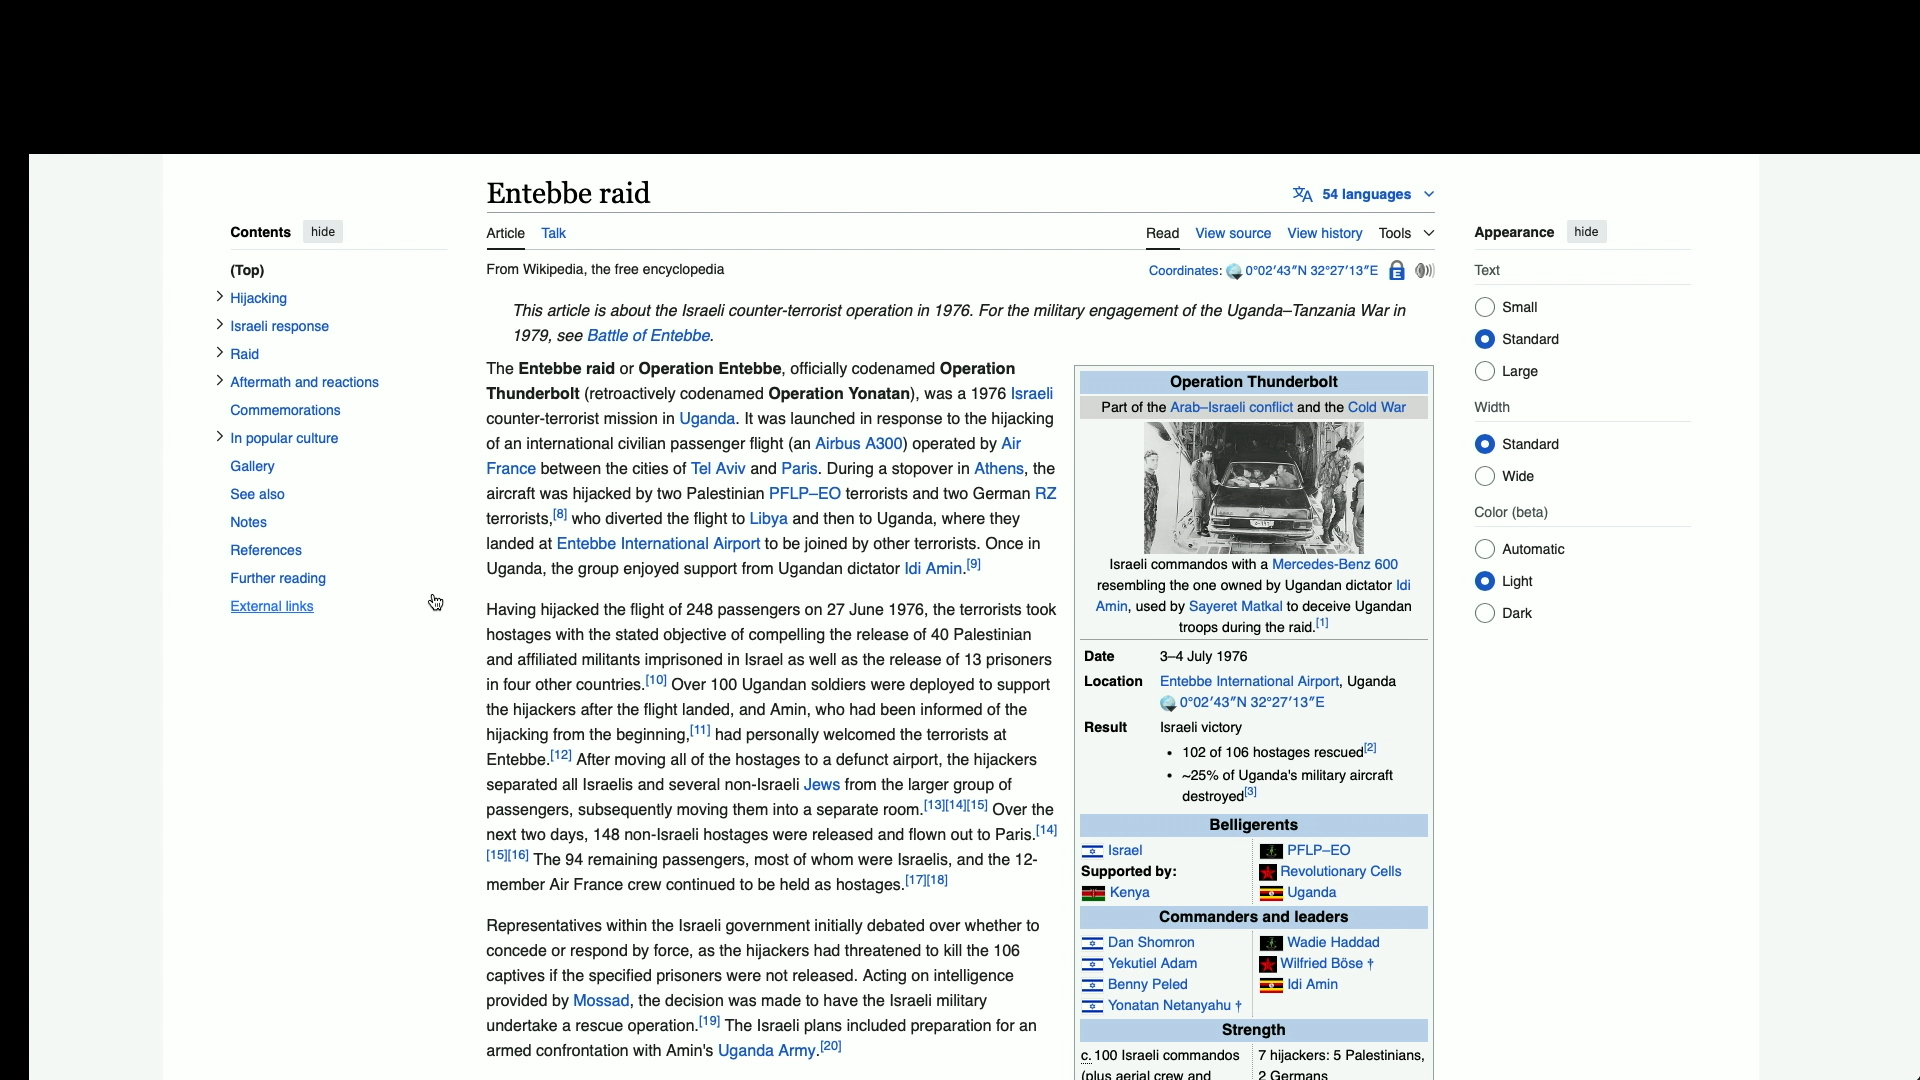 Entebbe raid
54 languages
Contents hide
(Top)
Hijacking
Israeli response
Raid
Aftermath and reactions
Commemorations
In popular culture
Gallery
See also
Notes
References
Further reading
External links
Article Talk
Read View source View history Tools
From Wikipedia, the free encyclopedia
Coordinates: 0°02′43″N 32°27′13″E
This article is about the Israeli counter-terrorist operation in 1976. For the military engagement of the Uganda–Tanzania War in
1979, see Battle of Entebbe.
The Entebbe raid or Operation Entebbe, officially codenamed Operation
Thunderbolt (retroactively codenamed Operation Yonatan), was a 1976 Israeli
counter-terrorist mission in Uganda. It was launched in response to the hijacking
of an international civilian passenger flight (an Airbus A300) operated by Air
France between the cities of Tel Aviv and Paris. During a stopover in Athens, the
aircraft was hijacked by two Palestinian PFLP–EO terrorists and two German RZ
terrorists,[8] who diverted the flight to Libya and then to Uganda, where they
landed at Entebbe International Airport to be joined by other terrorists. Once in
Uganda, the group enjoyed support from Ugandan dictator Idi Amin.[9]
Having hijacked the flight of 248 passengers on 27 June 1976, the terrorists took
hostages with the stated objective of compelling the release of 40 Palestinian
and affiliated militants imprisoned in Israel as well as the release of 13 prisoners
in four other countries.[10] Over 100 Ugandan soldiers were deployed to support
the hijackers after the flight landed, and Amin, who had been informed of the
hijacking from the beginning,[11] had personally welcomed the terrorists at
Entebbe.[12] After moving all of the hostages to a defunct airport, the hijackers
separated all Israelis and several non-Israeli Jews from the larger group of
passengers, subsequently moving them into a separate room.[13][14][15] Over the
next two days, 148 non-Israeli hostages were released and flown out to Paris.[14]
[15][16] The 94 remaining passengers, most of whom were Israelis, and the 12-
member Air France crew continued to be held as hostages.[17][18]
Representatives within the Israeli government initially debated over whether to
concede or respond by force, as the hijackers had threatened to kill the 106
captives if the specified prisoners were not released. Acting on intelligence
provided by Mossad, the decision was made to have the Israeli military
undertake a rescue operation.[19] The Israeli plans included preparation for an
armed confrontation with Amin's Uganda Army.[20]
Operation Thunderbolt
Part of the Arab–Israeli conflict and the Cold War
Israeli commandos with a Mercedes-Benz 600
resembling the one owned by Ugandan dictator Idi
Amin, used by Sayeret Matkal to deceive Ugandan
troops during the raid.[1]
Date 3–4 July 1976
Location Entebbe International Airport, Uganda
0°02′43″N 32°27′13″E
Result Israeli victory
• 102 of 106 hostages rescued[2]
• ~25% of Uganda's military aircraft
destroyed[3]
Belligerents
Israel
Supported by:
Kenya
PFLP–EO
Revolutionary Cells
Uganda
Commanders and leaders
Dan Shomron
Yekutiel Adam
Benny Peled
Yonatan Netanyahu †
Wadie Haddad
Wilfried Böse †
Idi Amin
Strength
c. 100 Israeli commandos
(plus aerial crew and
7 hijackers: 5 Palestinians,
2 Germans
Appearance hide
Text
Small
Standard
Large
Width
Standard
Wide
Color (beta)
Automatic
Light
Dark